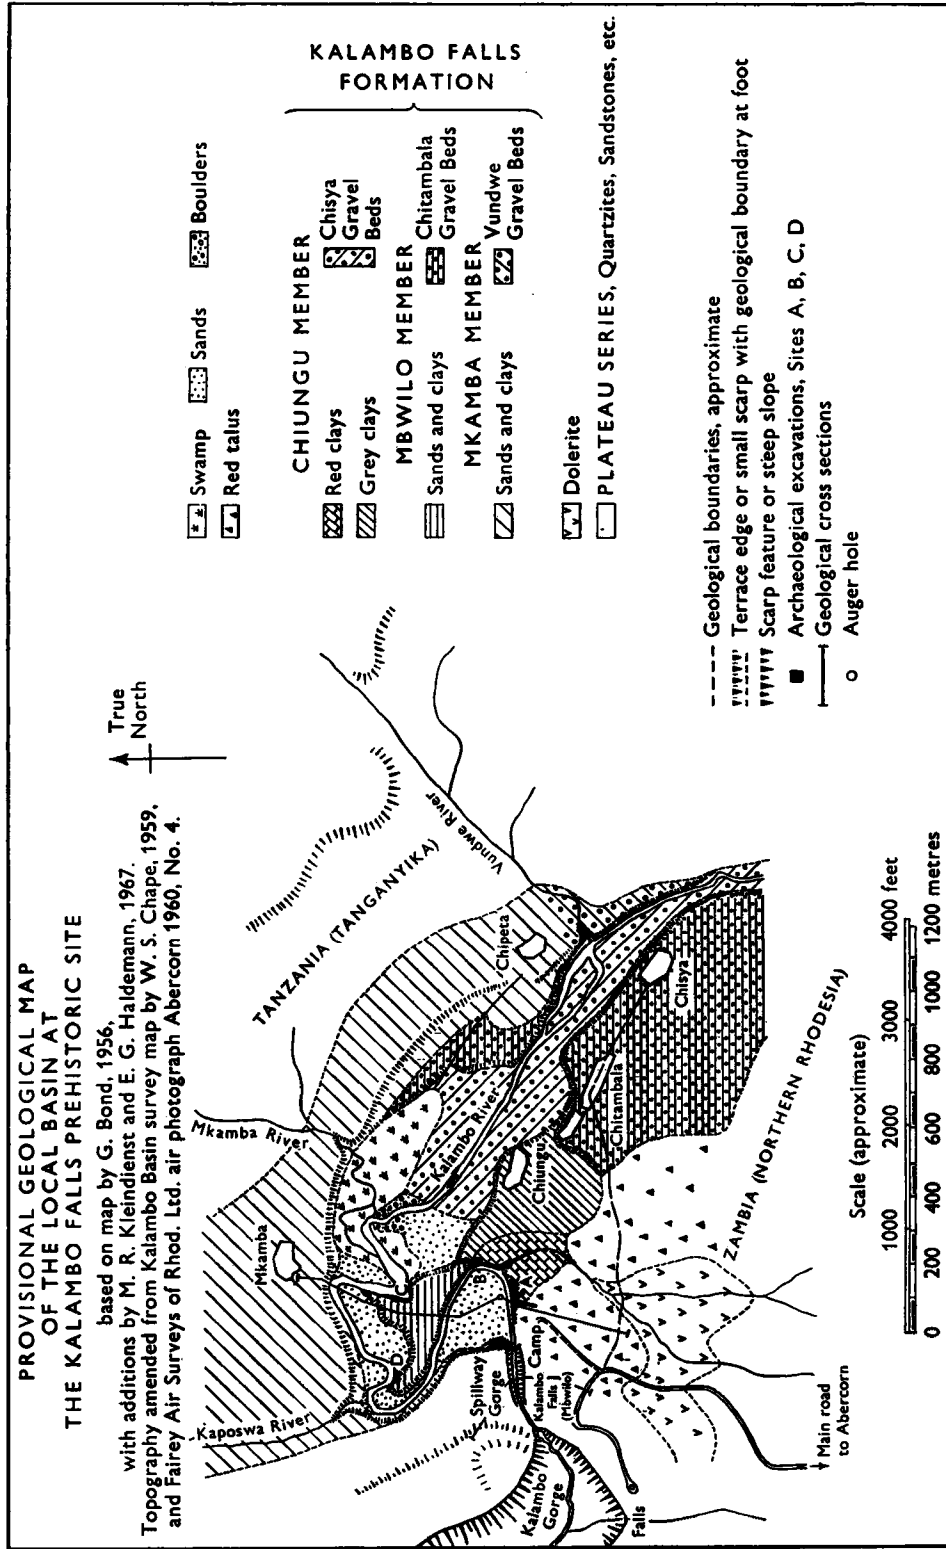 PROVISIONAL GEOLOGICAL MAP
OF THE LOCAL BASIN AT
THE KALAMBO FALLS PREHISTORIC SITE
based on map by G. Bond, 1956,
with additions by M. R. Kleindienst and E. G. Haldemann, 1967.
Topography amended from Kalambo Basin survey map by W. S. Chape, 1959,
and Fairey Air Surveys of Rhod. Ltd. air photograph Abercorn 1960, No. 4.
True
North
Kaposwa River
Mkamba
Mkamba River
TANZANIA (TANGANYIKA)
Vundwe River
Chipeta
Kalambo River
D
B
Spillway
Gorge
Camp
Kalambo
Falls
(Mbwilo)
Kalambo
Gorge
Falls
Chiungu
Chitambala
Chisya
ZAMBIA (NORTHERN RHODESIA)
Main road
to Abercorn
Scale (approximate)
1000 2000 3000 4000 feet
0 200 400 600 800 1000 1200 metres
Swamp Sands Boulders
Red talus
KALAMBO FALLS
FORMATION
CHIUNGU MEMBER
Red clays
Grey clays
Chisya
Gravel
Beds
MBWILO MEMBER
Sands and clays
Chitambala
Gravel Beds
MKAMBA MEMBER
Sands and clays
Vundwe
Gravel Beds
Dolerite
PLATEAU SERIES, Quartzites, Sandstones, etc.
Geological boundaries, approximate
Terrace edge or small scarp with geological boundary at foot
Scarp feature or steep slope
Archaeological excavations, Sites A, B, C, D
Geological cross sections
Auger hole